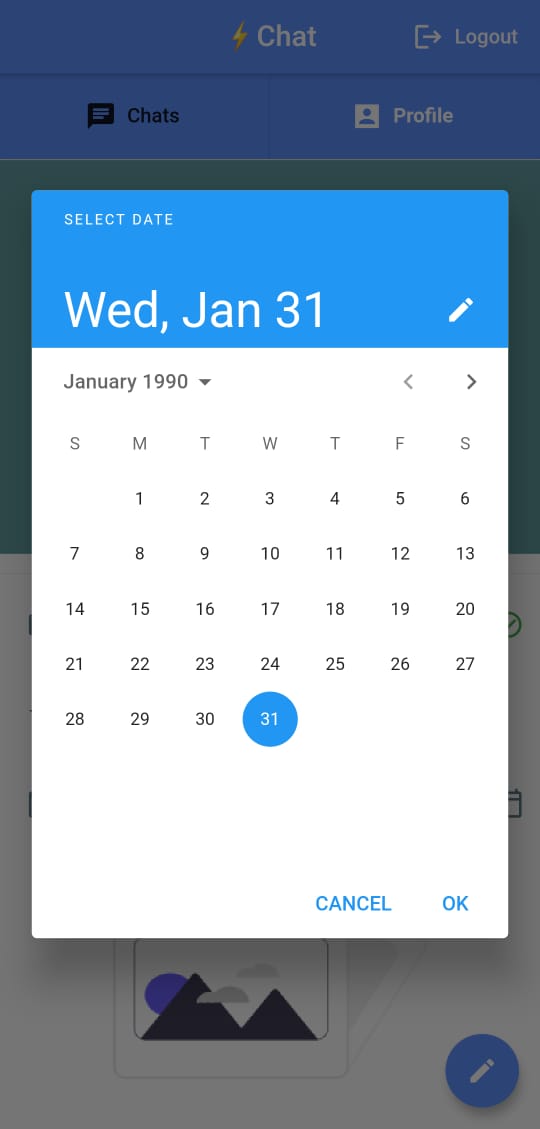 ⚡ Chat
Logout
Chats
Profile
SELECT DATE
Wed, Jan 31
January 1990
S M T W T F S
1 2 3 4 5 6
7 8 9 10 11 12 13
14 15 16 17 18 19 20
21 22 23 24 25 26 27
28 29 30 31
CANCEL OK